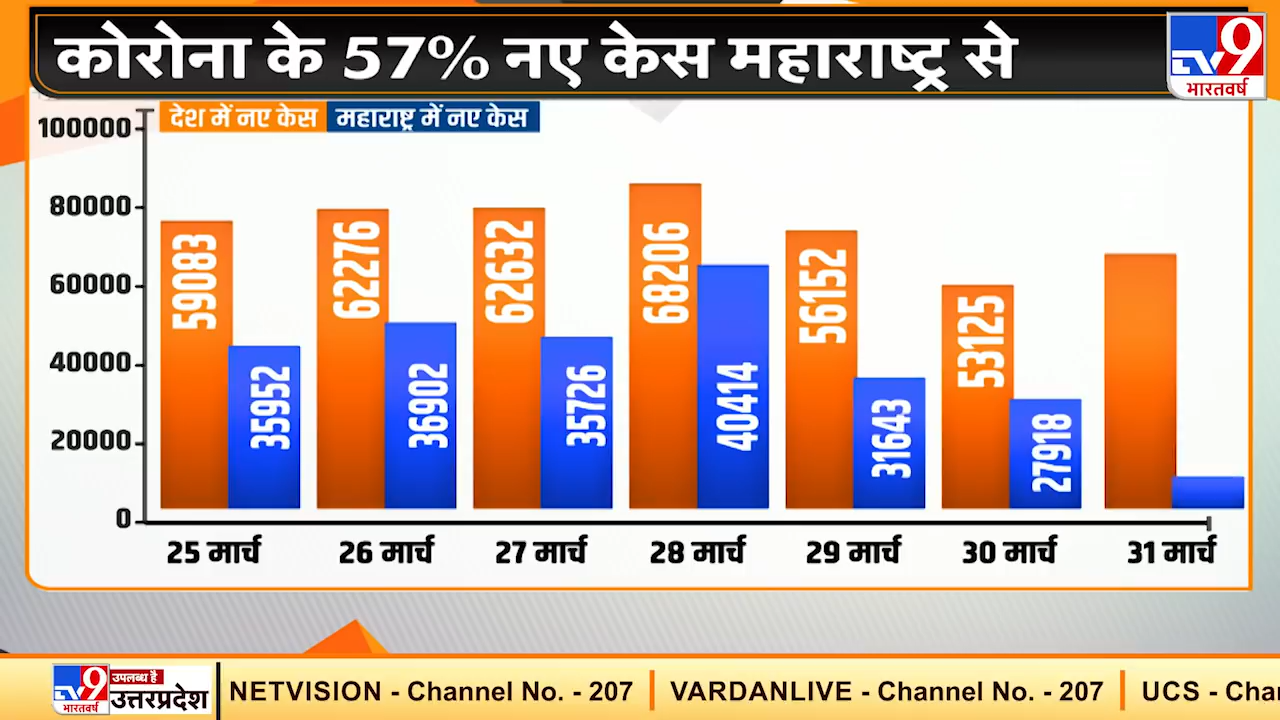 कोरोना के 57% नए केस महाराष्ट्र से
TV9
भारतवर्ष
देश में नए केस महाराष्ट्र में नए केस
100000
80000
60000
40000
20000
0
59083 35952
62276 36902
62632 35726
68206 40414
56152 31643
53125 27918
25 मार्च 26 मार्च 27 मार्च 28 मार्च 29 मार्च 30 मार्च 31 मार्च
TV9
भारतवर्ष
उपलब्ध है
उत्तरप्रदेश
NETVISION - Channel No. - 207 VARDANLIVE - Channel No. - 207 UCS - Char